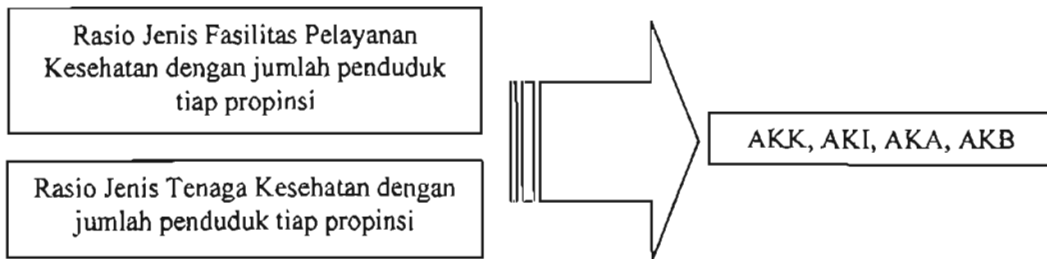 Rasio Jenis Fasilitas Pelayanan
Kesehatan dengan jumlah penduduk
tiap propinsi
Rasio Jenis Tenaga Kesehatan dengan
jumlah penduduk tiap propinsi
AKK, AKI, AKA, AKB